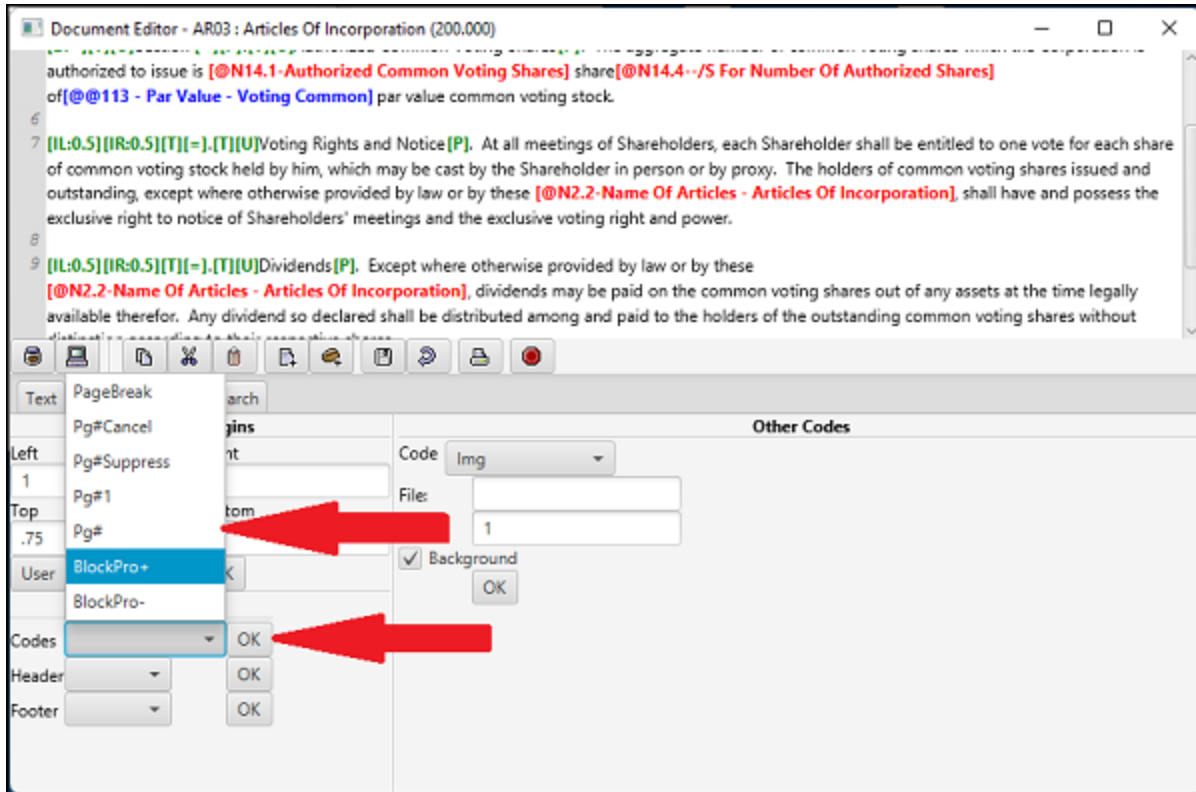 Document Editor - AR03 : Articles Of Incorporation (200.000)
authorized to issue is [@N14.1-Authorized Common Voting Shares] share[@N14.4--/S For Number Of Authorized Shares]
of[@@113 - Par Value - Voting Common] par value common voting stock.
6
7 [IL:0.5][IR:0.5][T][=].[T][U]Voting Rights and Notice[P].  At all meetings of Shareholders, each Shareholder shall be entitled to one vote for each share
of common voting stock held by him, which may be cast by the Shareholder in person or by proxy.  The holders of common voting shares issued and
outstanding, except where otherwise provided by law or by these [@N2.2-Name Of Articles - Articles Of Incorporation], shall have and possess the
exclusive right to notice of Shareholders' meetings and the exclusive voting right and power.
8
9 [IL:0.5][IR:0.5][T][=].[T][U]Dividends[P].  Except where otherwise provided by law or by these
[@N2.2-Name Of Articles - Articles Of Incorporation], dividends may be paid on the common voting shares out of any assets at the time legally
available therefor.  Any dividend so declared shall be distributed among and paid to the holders of the outstanding common voting shares without
Text
arch
PageBreak
Pg#Cancel
Pg#Suppress
Pg#1
Pg#
BlockPro+
BlockPro-
gins
Left
nt
1
Top
tom
.75
User
K
Codes OK
Header OK
Footer OK
Other Codes
Code Img
File:
1
Background
OK